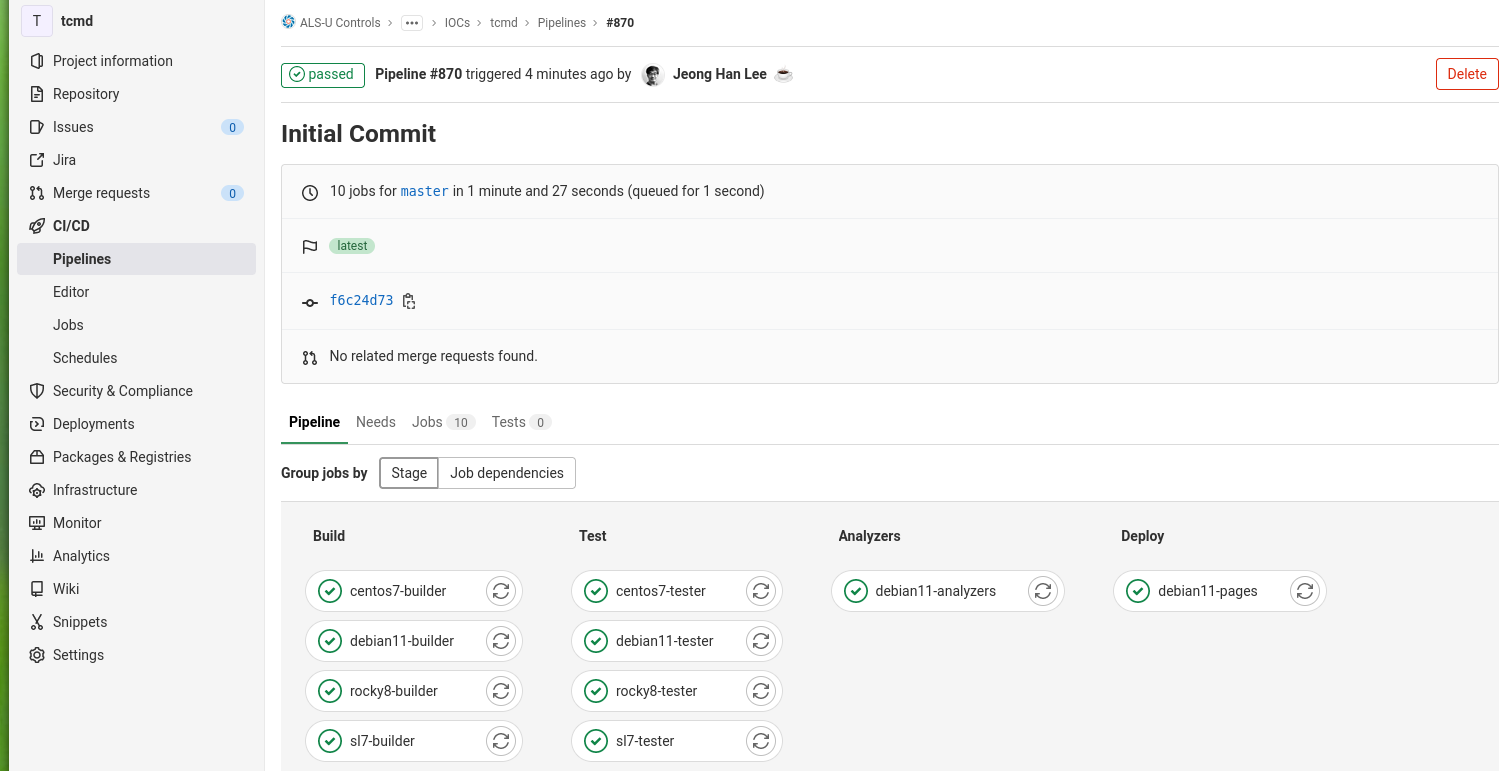 T tcmd
Project information
Repository
Issues 0
Jira
Merge requests 0
CI/CD
Pipelines
Editor
Jobs
Schedules
Security & Compliance
Deployments
Packages & Registries
Infrastructure
Monitor
Analytics
Wiki
Snippets
Settings
ALS-U Controls › ••• › IOCs › tcmd › Pipelines › #870
passed Pipeline #870 triggered 4 minutes ago by Jeong Han Lee
Delete
Initial Commit
10 jobs for master in 1 minute and 27 seconds (queued for 1 second)
latest
f6c24d73
No related merge requests found.
Pipeline Needs Jobs 10 Tests 0
Group jobs by Stage Job dependencies
Build Test Analyzers Deploy
centos7-builder centos7-tester debian11-analyzers debian11-pages
debian11-builder debian11-tester
rocky8-builder rocky8-tester
sl7-builder sl7-tester